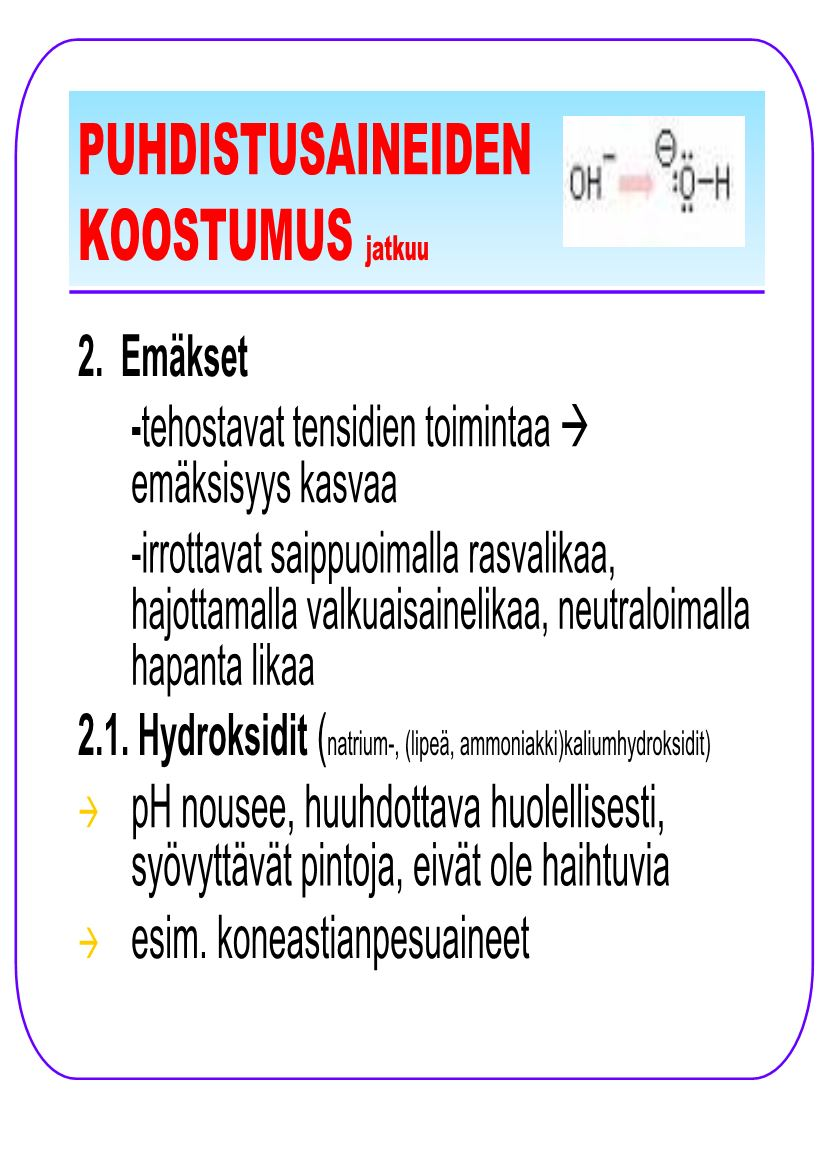 PUHDISTUSAINEIDEN
KOOSTUMUS jatkuu
OH⁻ → ⊖ :Ö–H
2. Emäkset
-tehostavat tensidien toimintaa →
emäksisyys kasvaa
-irrottavat saippuoimalla rasvalikaa,
hajottamalla valkuaisainelikaa, neutraloimalla
hapanta likaa
2.1. Hydroksidit (natrium-, (lipeä, ammoniakki)kaliumhydroksidit)
→ pH nousee, huuhdottava huolellisesti,
syövyttävät pintoja, eivät ole haihtuvia
→ esim. koneastianpesuaineet